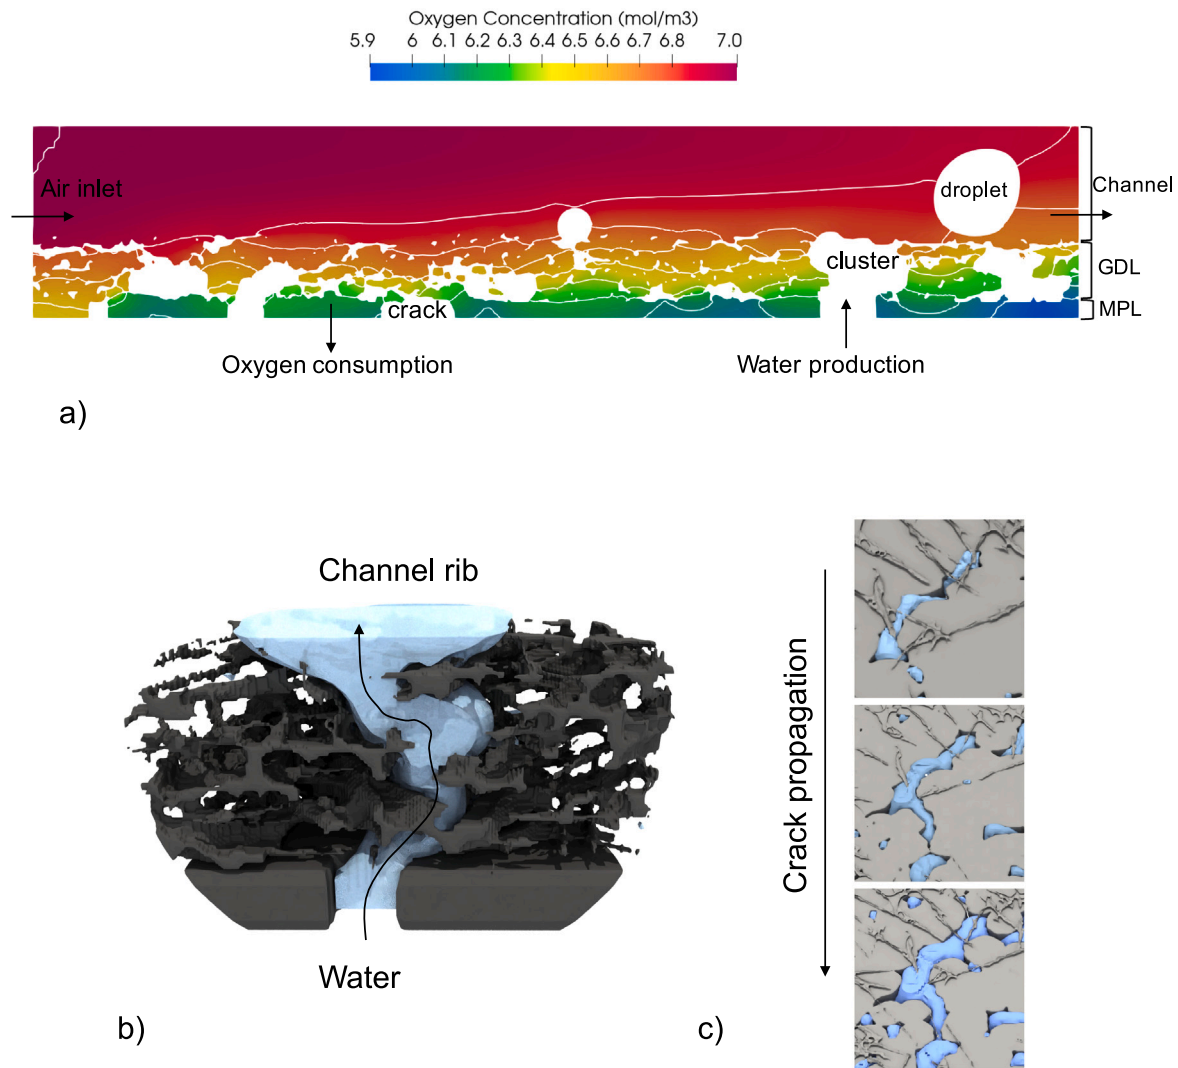 Oxygen Concentration (mol/m3)
5.9 6 6.1 6.2 6.3 6.4 6.5 6.6 6.7 6.8 7.0
Air inlet
droplet
Channel
cluster
GDL
crack
MPL
Oxygen consumption
Water production
a)
Channel rib
Crack propagation
Water
b)
c)